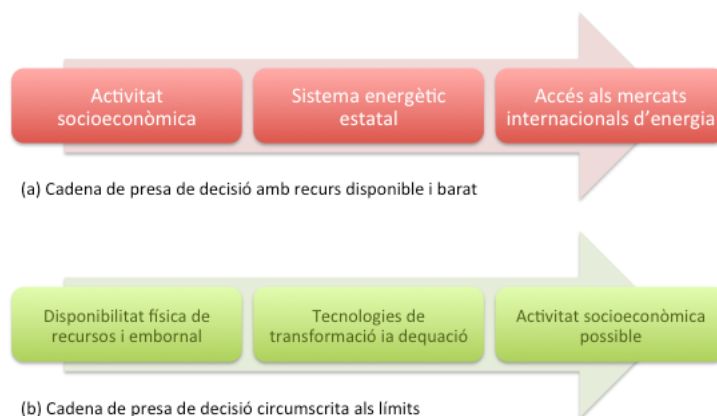 Activitat
socioeconòmica
Sistema energètic
estatal
Accés als mercats
internacionals d’energia
(a) Cadena de presa de decisió amb recurs disponible i barat
Disponibilitat física de
recursos i embornal
Tecnologies de
transformació ia dequació
Activitat socioeconòmica
possible
(b) Cadena de presa de decisió circumscrita als límits